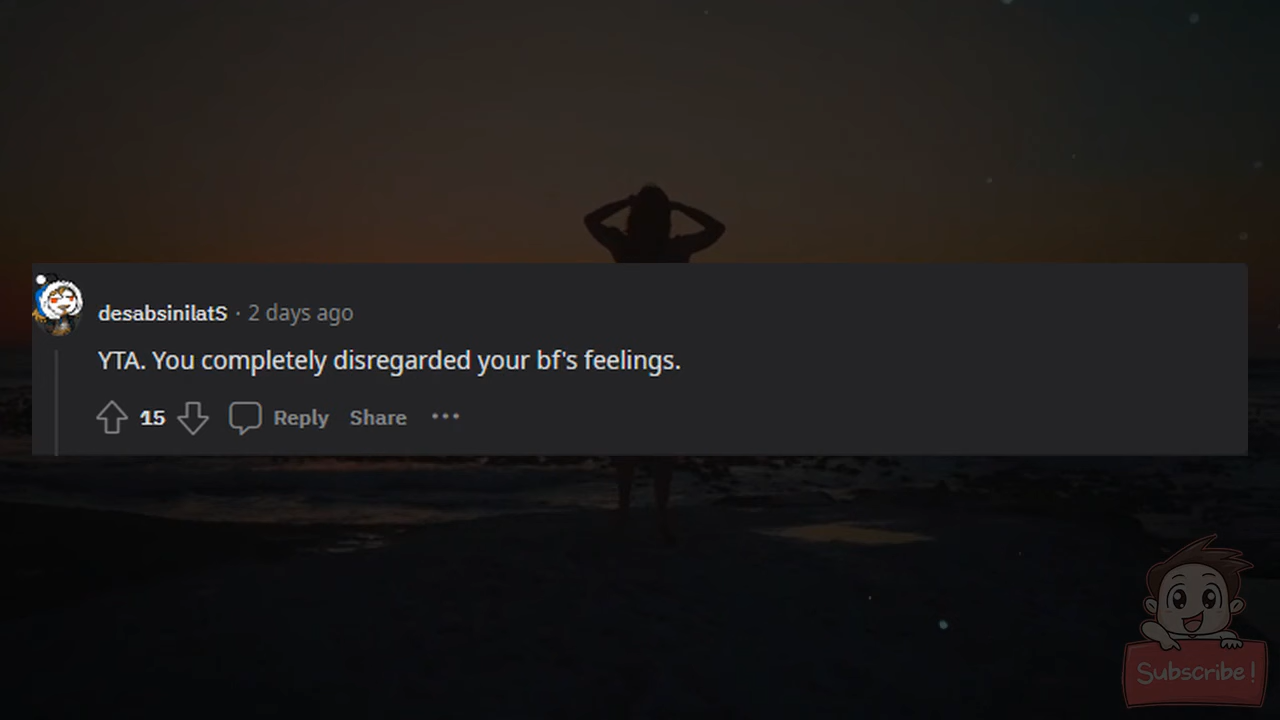 desabsinilatS · 2 days ago
YTA. You completely disregarded your bf's feelings.
15 Reply Share ···
Subscribe!